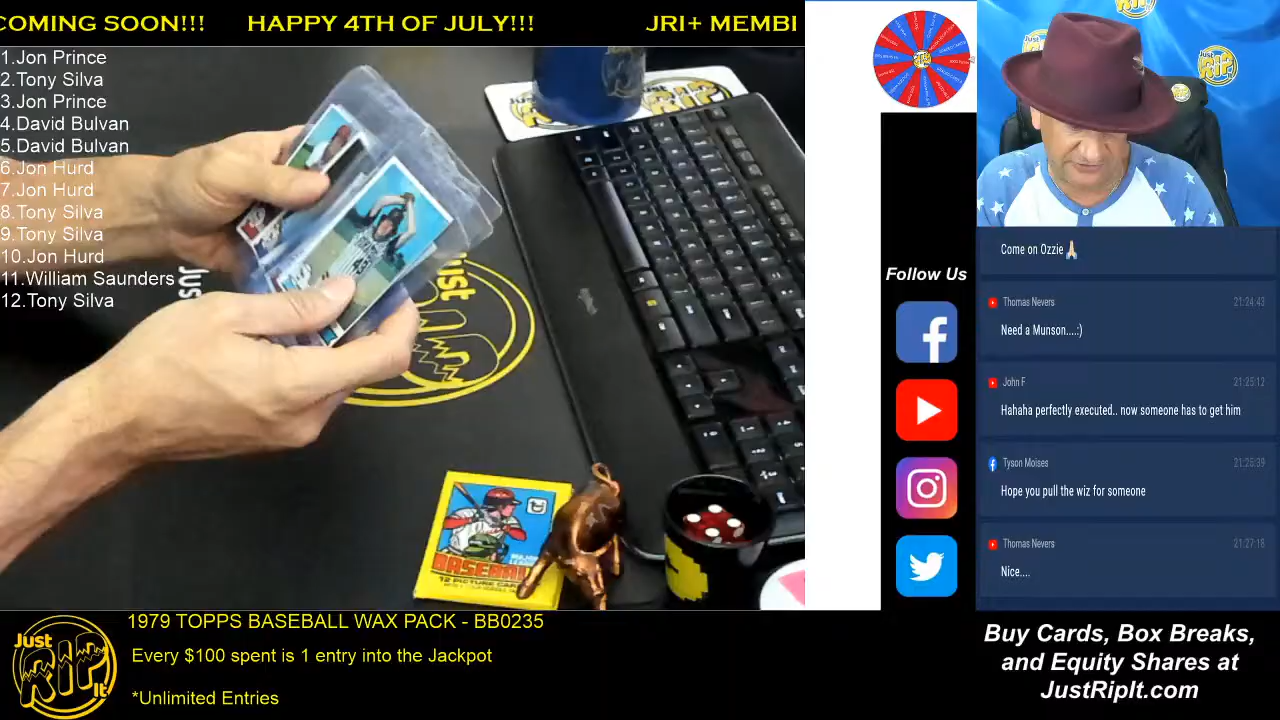 COMING SOON!!! HAPPY 4TH OF JULY!!! JRI+ MEMBI
1.Jon Prince
2.Tony Silva
3.Jon Prince
4.David Bulvan
5.David Bulvan
6.Jon Hurd
7.Jon Hurd
8.Tony Silva
9.Tony Silva
10.Jon Hurd
11.William Saunders
12.Tony Silva
Just
RIP
BASEBALL
12 PICTURE CARDS
Follow Us
Come on Ozzie🙏
Thomas Nevers 21:24:43
Need a Munson....:)
John F 21:25:12
Hahaha perfectly executed.. now someone has to get him
Tyson Moises 21:25:39
Hope you pull the wiz for someone
Thomas Nevers 21:27:18
Nice....
Just
RIP
It
1979 TOPPS BASEBALL WAX PACK - BB0235
Every $100 spent is 1 entry into the Jackpot
*Unlimited Entries
Buy Cards, Box Breaks,
and Equity Shares at
JustRipIt.com